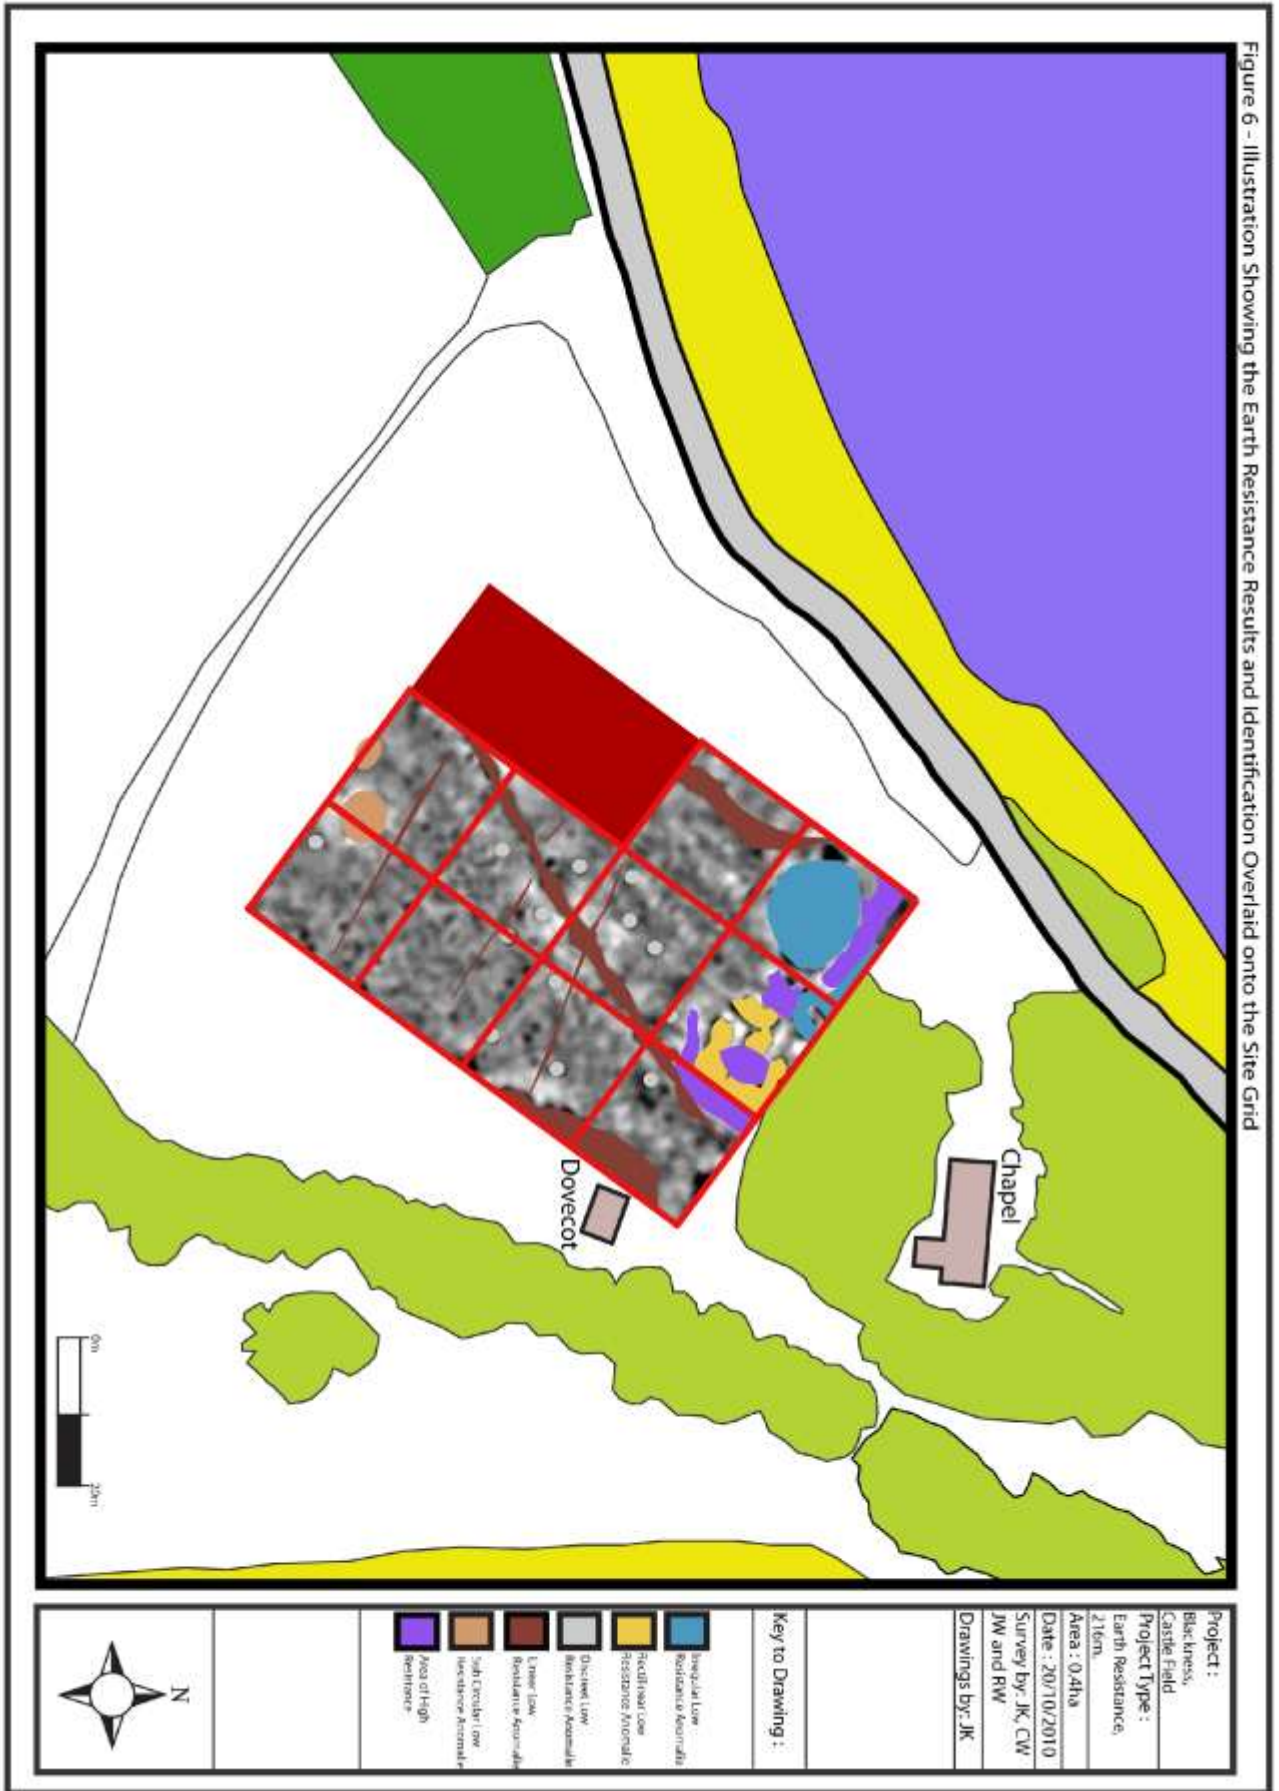 Figure 6 - Illustration Showing the Earth Resistance Results and Identification Overlaid onto the Site Grid
Chapel
Dovecot
0m
20m
Project :
Blackness,
Castle Field
Project Type :
Earth Resistance,
216m,
Area : 0.4ha
Date : 20/10/2010
Survey by: JK, CW
JW and RW
Drawings by: JK
Key to Drawing :
Irregular Low
Resistance Anomalie
Rectilinear Low
Resistance Anomalie
Discreet Low
Resistance Anomalie
Linear Low
Resistance Anomalie
Sub Circular Low
Resistance Anomalie
Area of High
Resistance
N